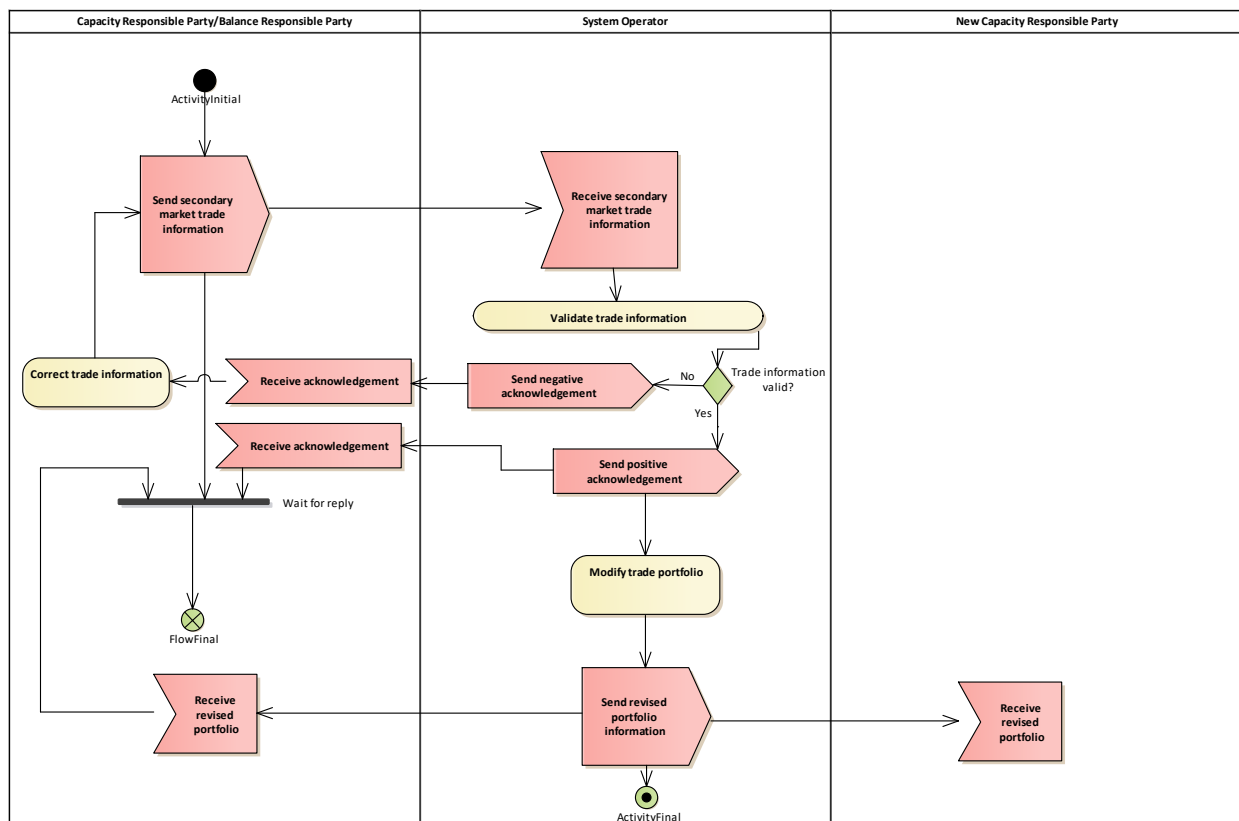 Capacity Responsible Party/Balance Responsible Party
System Operator
New Capacity Responsible Party
ActivityInitial
Send secondary
market trade
information
Receive secondary
market trade
information
Validate trade information
Trade information
valid?
No
Yes
Send negative
acknowledgement
Receive acknowledgement
Correct trade information
Receive acknowledgement
Send positive
acknowledgement
Wait for reply
Modify trade portfolio
FlowFinal
Send revised
portfolio
information
Receive
revised
portfolio
Receive
revised
portfolio
ActivityFinal